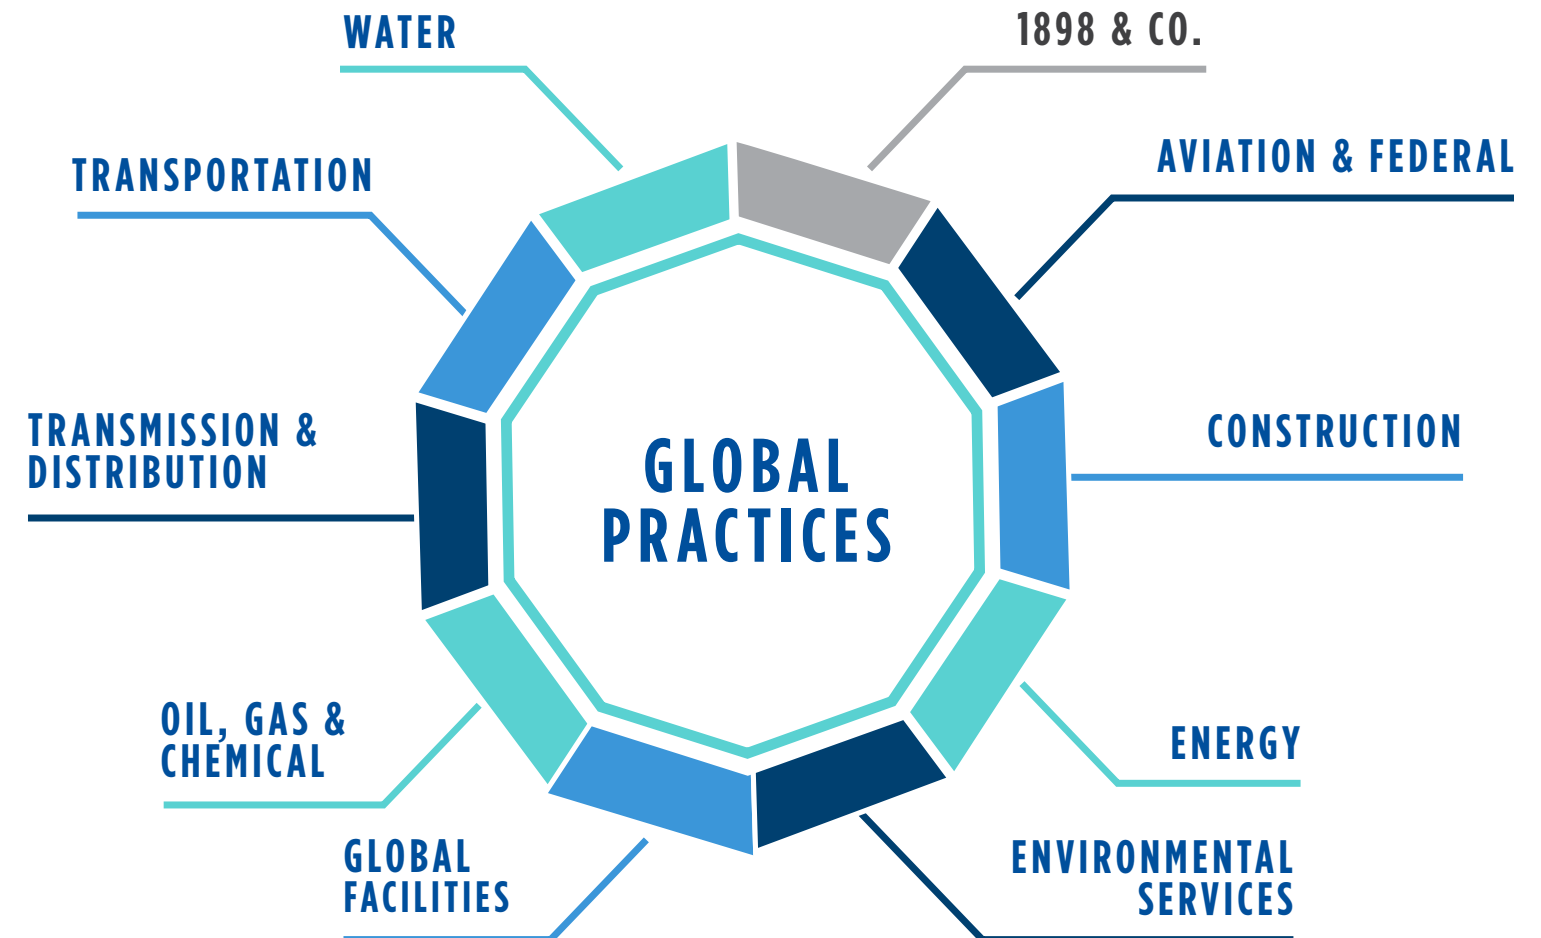 WATER
1898 & CO.
TRANSPORTATION
AVIATION & FEDERAL
TRANSMISSION &
DISTRIBUTION
CONSTRUCTION
GLOBAL
PRACTICES
OIL, GAS &
CHEMICAL
ENERGY
GLOBAL
FACILITIES
ENVIRONMENTAL
SERVICES